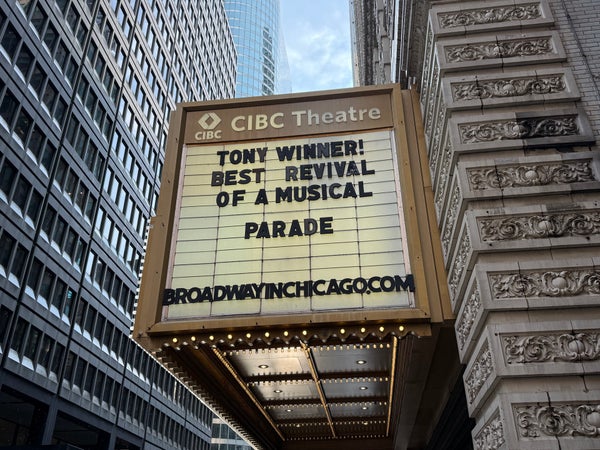 CIBC
CIBC Theatre
TONY WINNER!
BEST REVIVAL
OF A MUSICAL
PARADE
BROADWAYINCHICAGO.COM